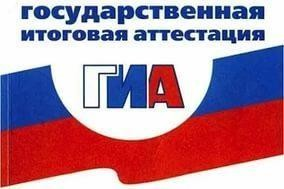 государственная
итоговая аттестация
ГИА